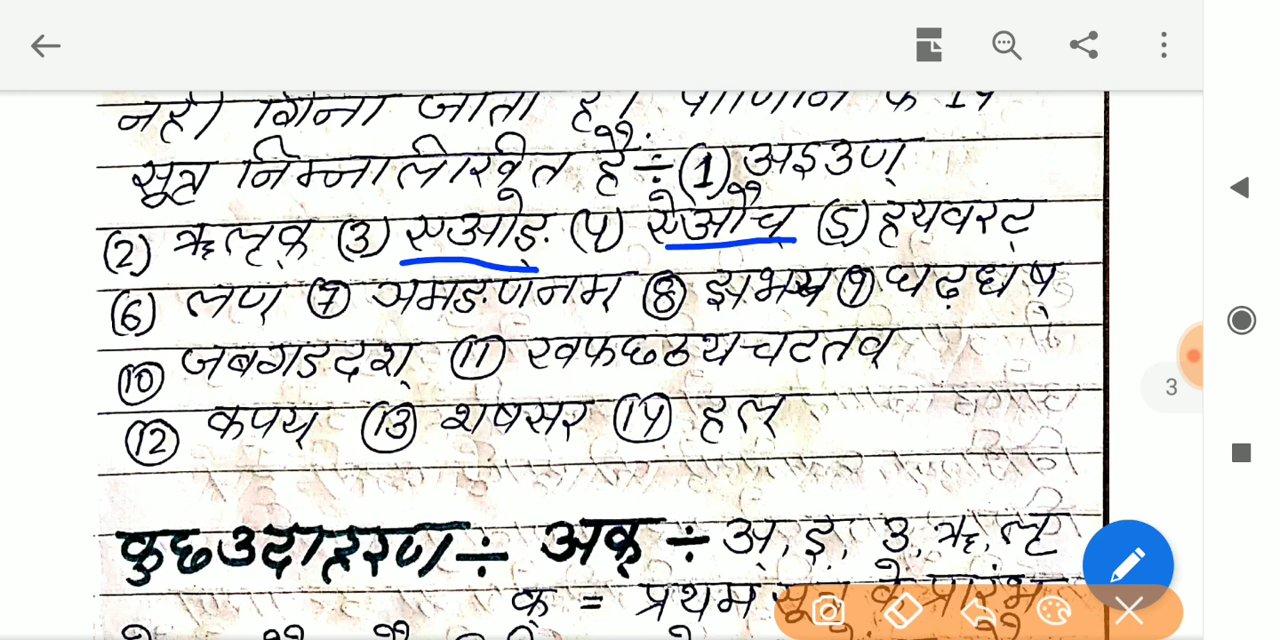 नहीं गिना जाता है। पाणिनि के 14
सूत्र निम्नलिखित हैं÷(1) अइउण्
(2) ऋलृक् (3) एओङ् (4) ऐऔच् (5) हयवरट्
(6) लण् (7) ञमङणनम् (8) झभञ (9) घढधष्
(10) जबगडदश् (11) खफछठथचटतव्
(12) कपय् (13) शषसर (14) हल्
3
कुछ उदाहरण ÷ अक् ÷ अ, इ, उ, ऋ, लृ
क् = प्रथम सूत्र के प्रारंभ